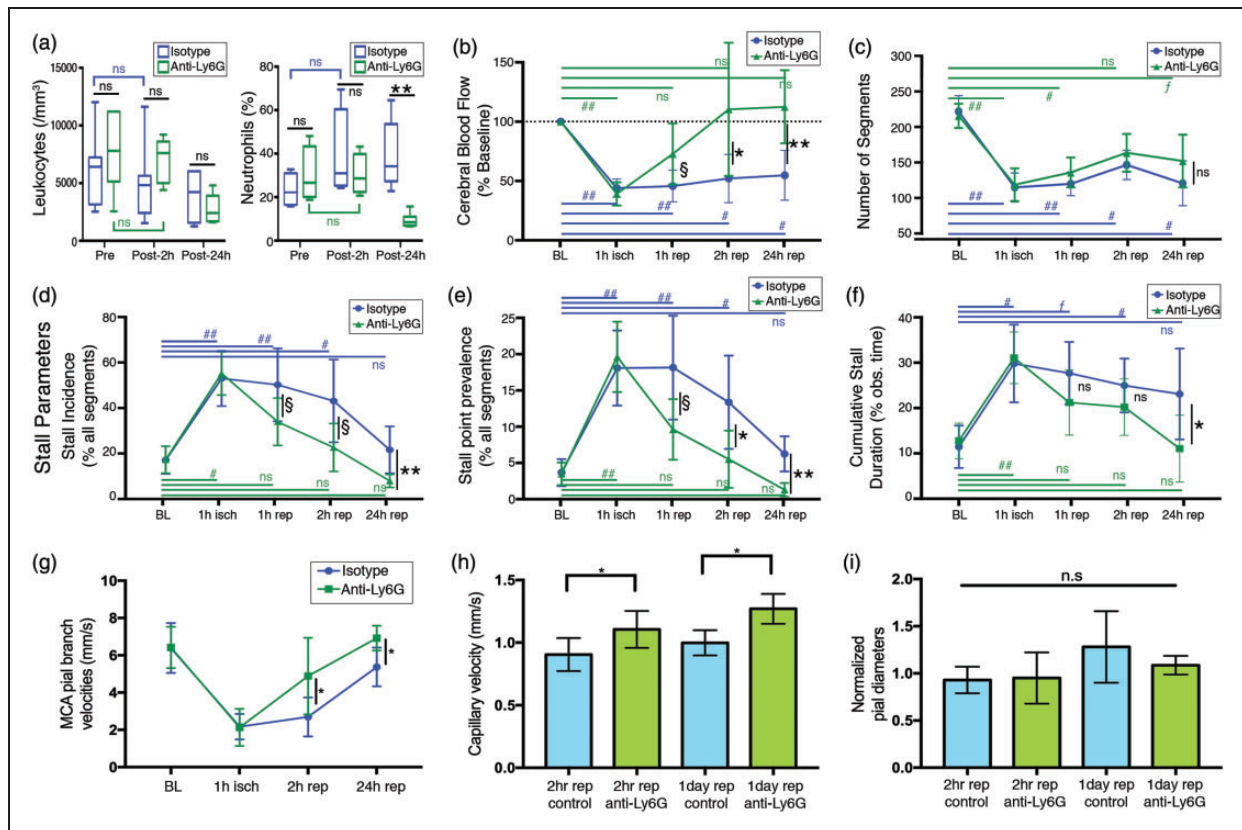 (a)
Isotype
Anti-Ly6G
Leukocytes (/mm³)
15000
10000
5000
0
ns
ns
ns
ns
ns
Pre
Post-2h
Post-24h
Isotype
Anti-Ly6G
Neutrophils (%)
80
60
40
20
0
ns
ns
ns
**
ns
Pre
Post-2h
Post-24h
(b)
Isotype
Anti-Ly6G
Cerebral Blood Flow
(% Baseline)
150
100
50
0
ns
ns
ns
##
§
*
**
##
##
#
#
BL
1h isch
1h rep
2h rep
24h rep
(c)
Isotype
Anti-Ly6G
Number of Segments
300
250
200
150
100
50
ns
ƒ
#
##
ns
##
##
#
#
BL
1h isch
1h rep
2h rep
24h rep
(d)
Isotype
Anti-Ly6G
Stall Parameters
Stall Incidence
(% all segments)
80
60
40
20
0
##
##
#
ns
§
§
**
#
ns
ns
ns
BL
1h isch
1h rep
2h rep
24h rep
(e)
Isotype
Anti-Ly6G
Stall point prevalence
(% all segments)
25
20
15
10
5
0
##
##
#
ns
§
*
**
##
ns
ns
ns
BL
1h isch
1h rep
2h rep
24h rep
(f)
Isotype
Anti-Ly6G
Cumulative Stall
Duration (% obs. time)
40
30
20
10
0
#
ƒ
#
ns
ns
ns
*
##
ns
ns
ns
BL
1h isch
1h rep
2h rep
24h rep
(g)
Isotype
Anti-Ly6G
MCA pial branch
velocities (mm/s)
10
8
6
4
2
0
*
*
BL
1h isch
2h rep
24h rep
(h)
Capillary velocity (mm/s)
1.5
1.0
0.5
0.0
*
*
2hr rep
control
2hr rep
anti-Ly6G
1day rep
control
1day rep
anti-Ly6G
(i)
Normalized
pial diameters
2.0
1.5
1.0
0.5
0.0
n.s
2hr rep
control
2hr rep
anti-Ly6G
1day rep
control
1day rep
anti-Ly6G